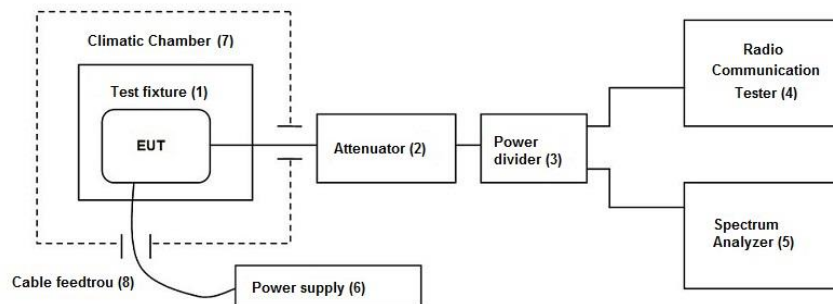 Climatic Chamber (7)
Test fixture (1)
EUT
Attenuator (2)
Power
divider (3)
Radio
Communication
Tester (4)
Spectrum
Analyzer (5)
Cable feedtrou (8)
Power supply (6)